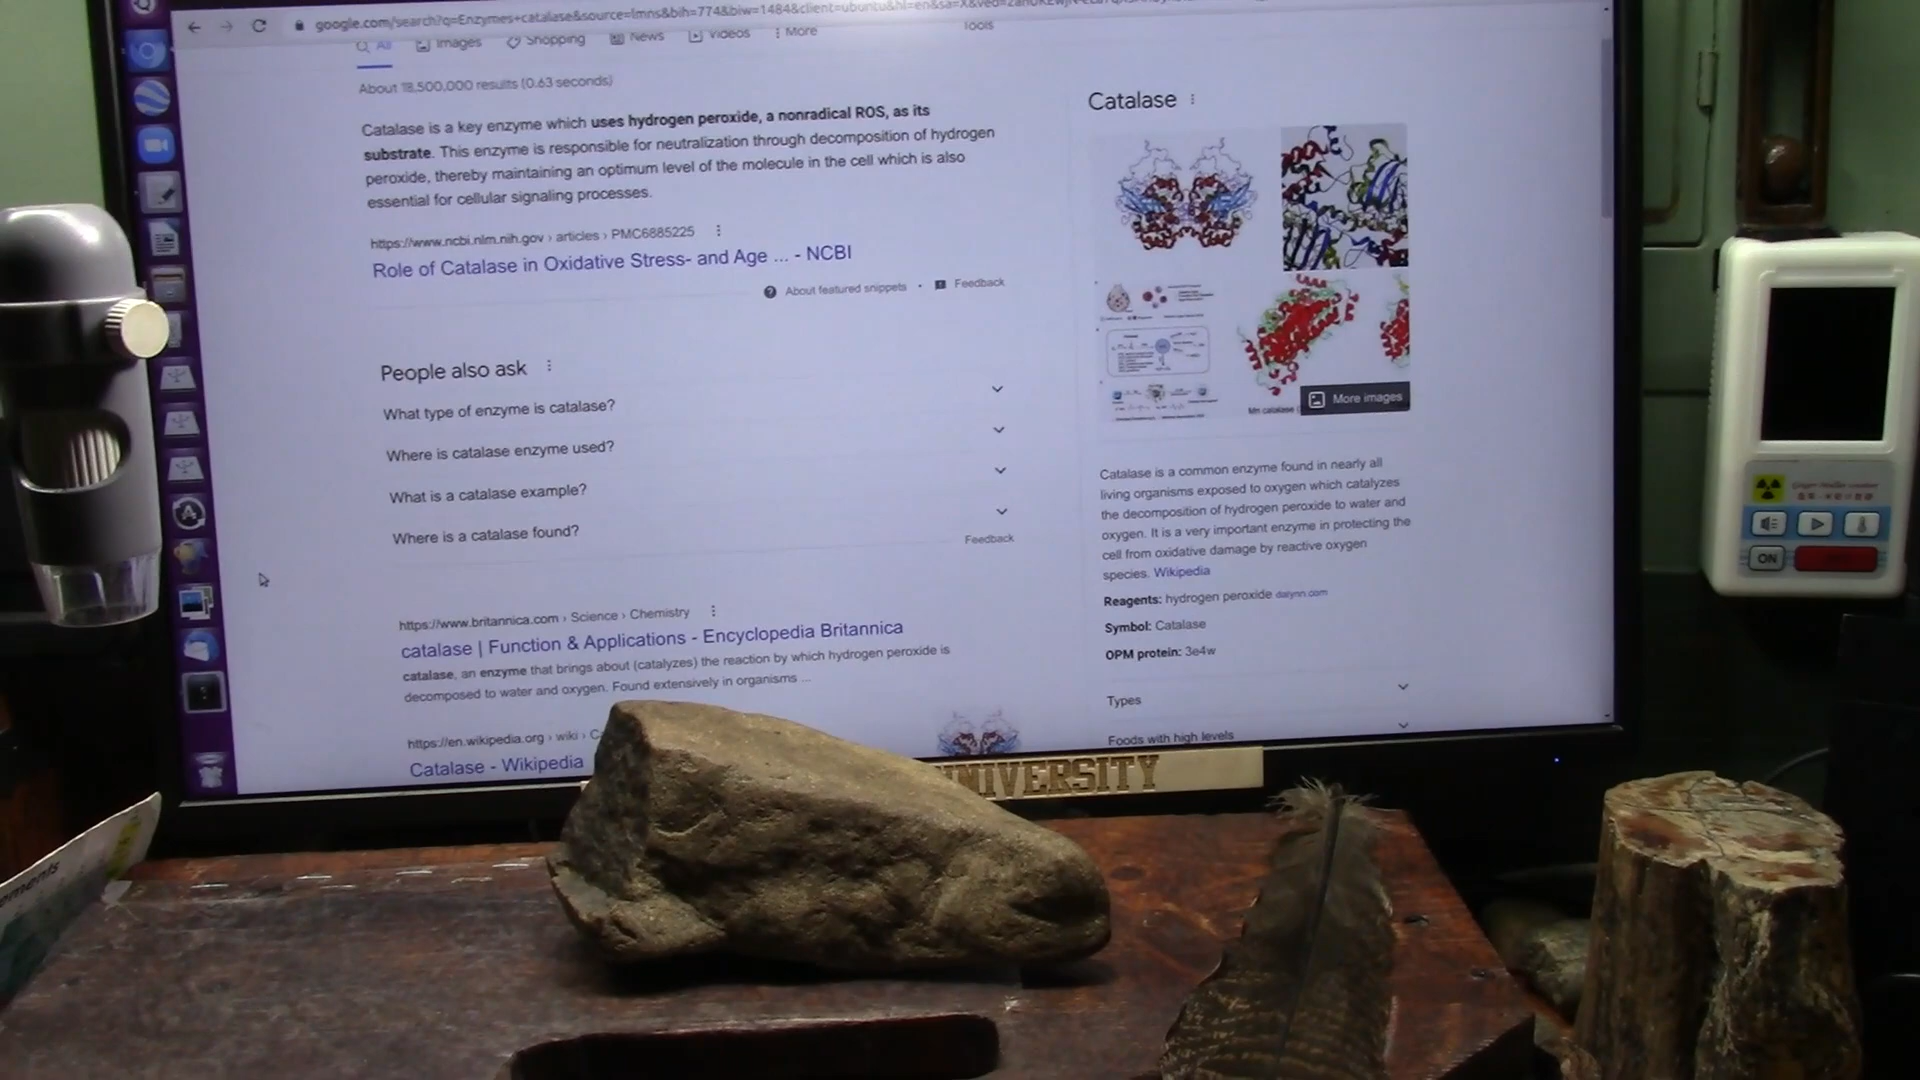 google.com/search?q=Enzymes+catalase&source=lmns&bih=774&biw=1484&client=ubuntu&hl=en&sa=X&ved=
All Images Shopping News Videos More Tools
About 18,500,000 results (0.63 seconds)
Catalase is a key enzyme which uses hydrogen peroxide, a nonradical ROS, as its
substrate. This enzyme is responsible for neutralization through decomposition of hydrogen
peroxide, thereby maintaining an optimum level of the molecule in the cell which is also
essential for cellular signaling processes.
https://www.ncbi.nlm.nih.gov › articles › PMC6885225
Role of Catalase in Oxidative Stress- and Age ... - NCBI
About featured snippets • Feedback
People also ask
What type of enzyme is catalase?
Where is catalase enzyme used?
What is a catalase example?
Where is a catalase found?
Feedback
https://www.britannica.com › Science › Chemistry
catalase | Function & Applications - Encyclopedia Britannica
catalase, an enzyme that brings about (catalyzes) the reaction by which hydrogen peroxide is
decomposed to water and oxygen. Found extensively in organisms ...
https://en.wikipedia.org › wiki › C
Catalase - Wikipedia
Catalase
Mn catalase
More images
Catalase is a common enzyme found in nearly all
living organisms exposed to oxygen which catalyzes
the decomposition of hydrogen peroxide to water and
oxygen. It is a very important enzyme in protecting the
cell from oxidative damage by reactive oxygen
species. Wikipedia
Reagents: hydrogen peroxide dalynn.com
Symbol: Catalase
OPM protein: 3e4w
Types
Foods with high levels
UNIVERSITY
ements
Geiger Muller counter
ON